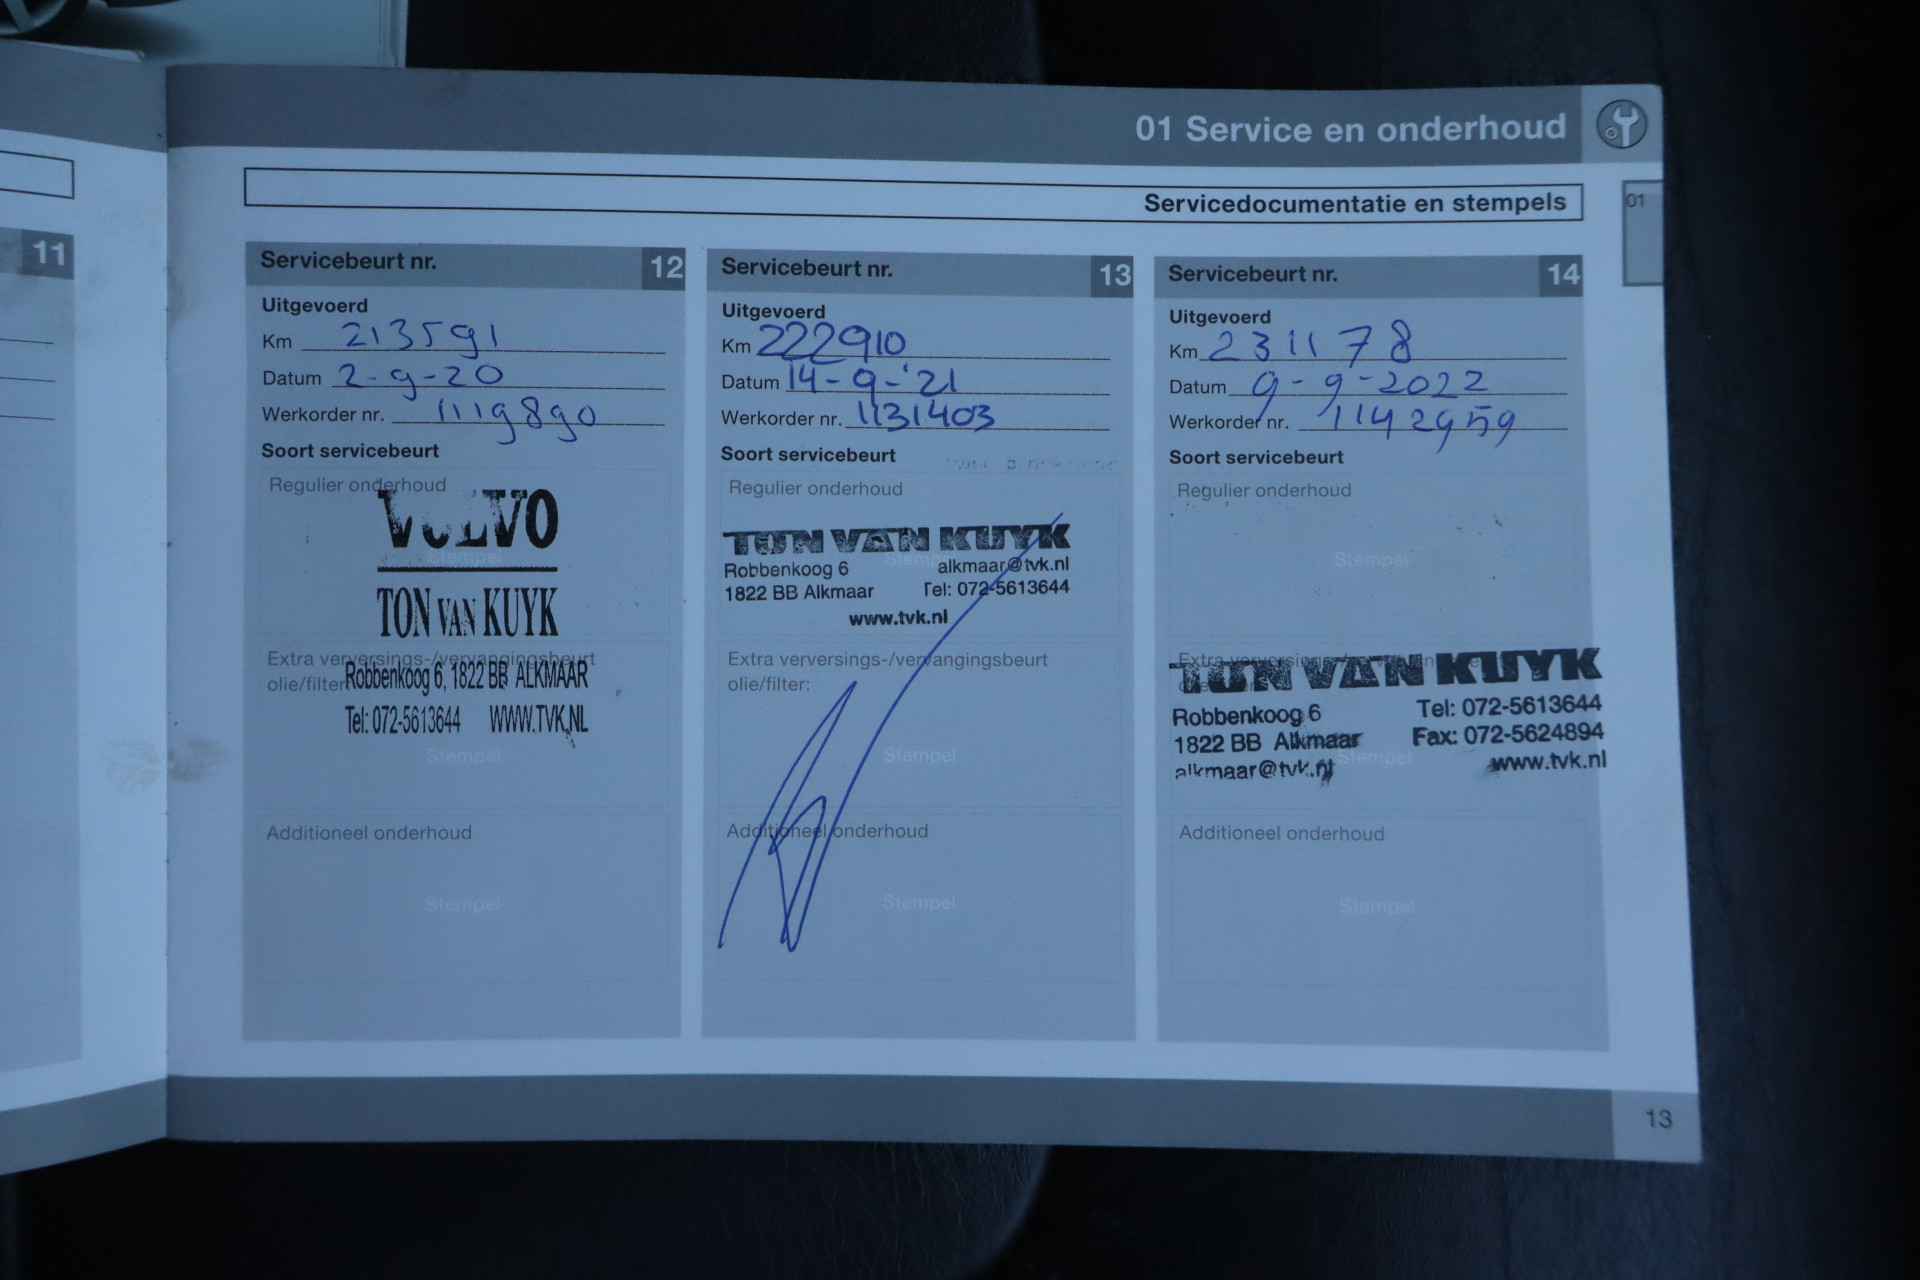 01 Service en onderhoud
Servicedocumentatie en stempels
01
11
Servicebeurt nr. 12
Uitgevoerd
Km 213591
Datum 2-9-20
Werkorder nr. 1119890
Soort servicebeurt
Regulier onderhoud
VOLVO
Stempel
TON VAN KUYK
Extra verversings-/vervangingsbeurt
olie/filter:
Robbenkoog 6, 1822 BB ALKMAAR
Tel: 072-5613644 WWW.TVK.NL
Stempel
Additioneel onderhoud
Stempel
Servicebeurt nr. 13
Uitgevoerd
Km 222910
Datum 14-9-'21
Werkorder nr. 1131403
Soort servicebeurt
Regulier onderhoud
TON VAN KUYK
Stempel
Robbenkoog 6 alkmaar@tvk.nl
1822 BB Alkmaar Tel: 072-5613644
www.tvk.nl
Extra verversings-/vervangingsbeurt
olie/filter:
Stempel
Additioneel onderhoud
Stempel
Servicebeurt nr. 14
Uitgevoerd
Km 231178
Datum 9-9-2022
Werkorder nr. 1142959
Soort servicebeurt
Regulier onderhoud
Stempel
Extra
TON VAN KUYK
Robbenkoog 6 Tel: 072-5613644
1822 BB Alkmaar Fax: 072-5624894
alkmaar@tvk.nl www.tvk.nl
Stempel
Additioneel onderhoud
Stempel
13